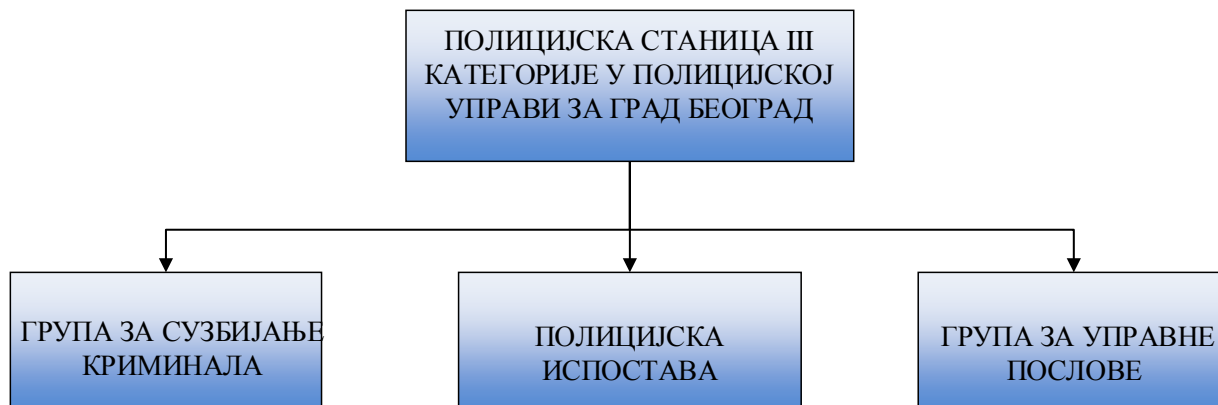 ПОЛИЦИЈСКА СТАНИЦА III
КАТЕГОРИЈЕ У ПОЛИЦИЈСКОЈ
УПРАВИ ЗА ГРАД БЕОГРАД
ГРУПА ЗА СУЗБИЈАЊЕ
КРИМИНАЛА
ПОЛИЦИЈСКА
ИСПОСТАВА
ГРУПА ЗА УПРАВНЕ
ПОСЛОВЕ